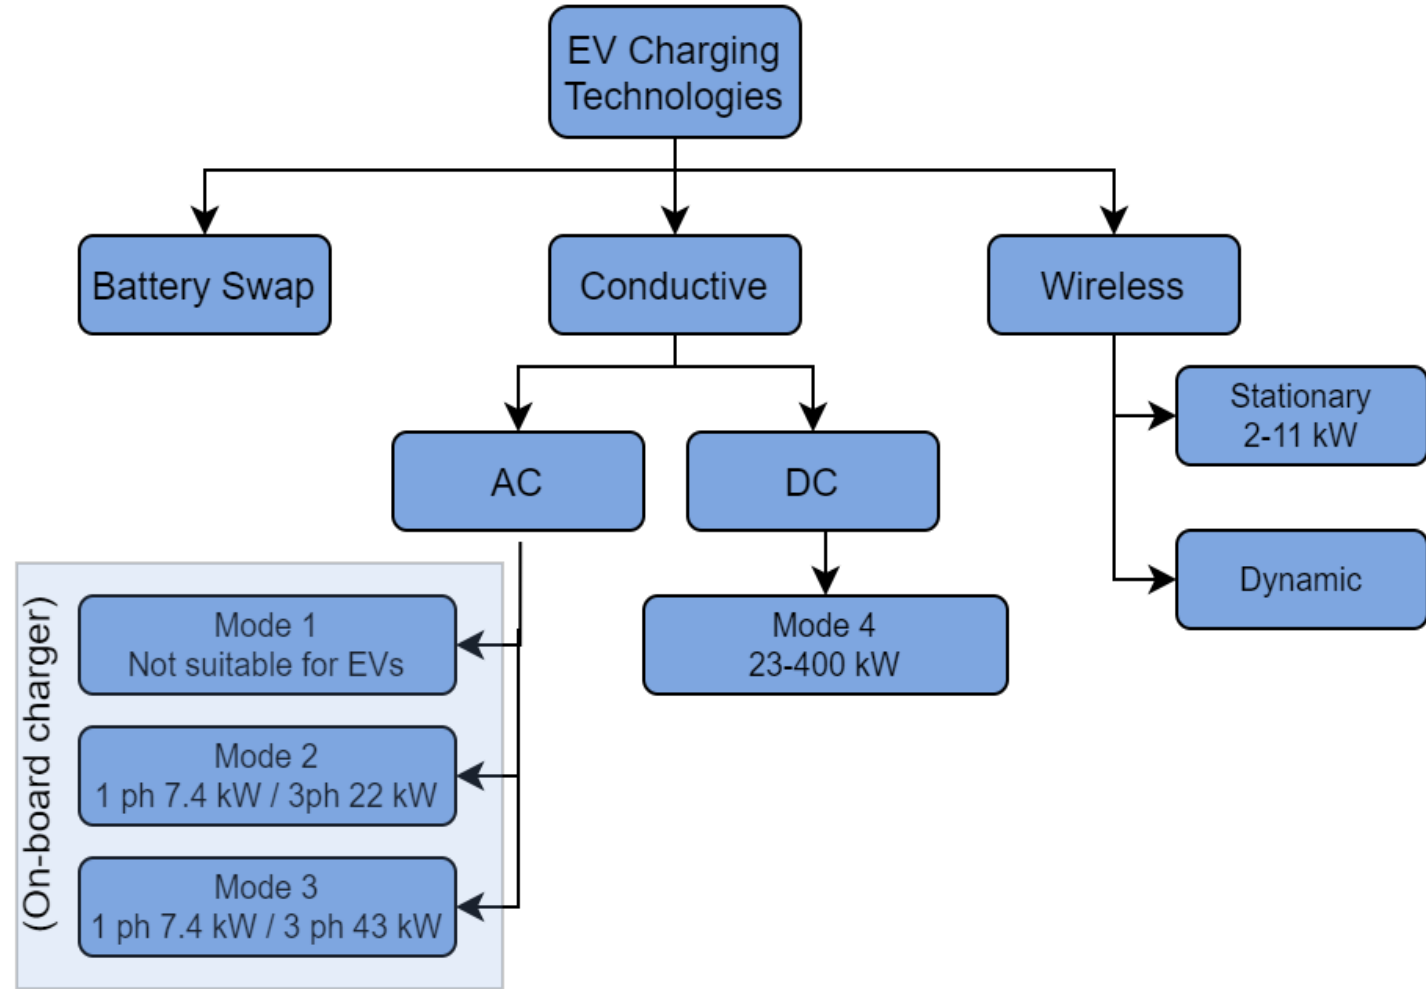 EV Charging
Technologies
Battery Swap
Conductive
Wireless
Stationary
2-11 kW
Dynamic
AC
DC
Mode 4
23-400 kW
(On-board charger)
Mode 1
Not suitable for EVs
Mode 2
1 ph 7.4 kW / 3ph 22 kW
Mode 3
1 ph 7.4 kW / 3 ph 43 kW